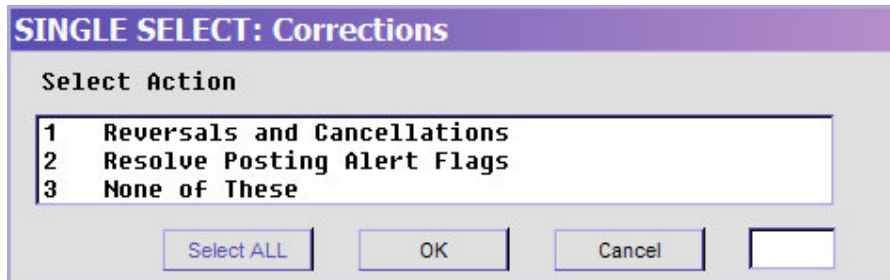 SINGLE SELECT: Corrections
Select Action
1 Reversals and Cancellations
2 Resolve Posting Alert Flags
3 None of These
Select ALL OK Cancel